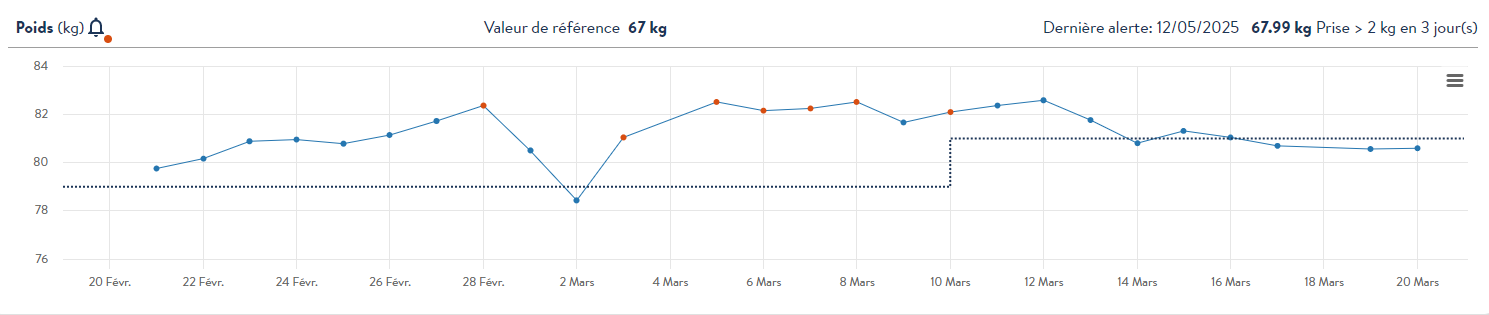 Poids (kg) Valeur de référence 67 kg Dernière alerte: 12/05/2025 67.99 kg Prise > 2 kg en 3 jour(s)
84
82
80
78
76
20 Févr. 22 Févr. 24 Févr. 26 Févr. 28 Févr. 2 Mars 4 Mars 6 Mars 8 Mars 10 Mars 12 Mars 14 Mars 16 Mars 18 Mars 20 Mars